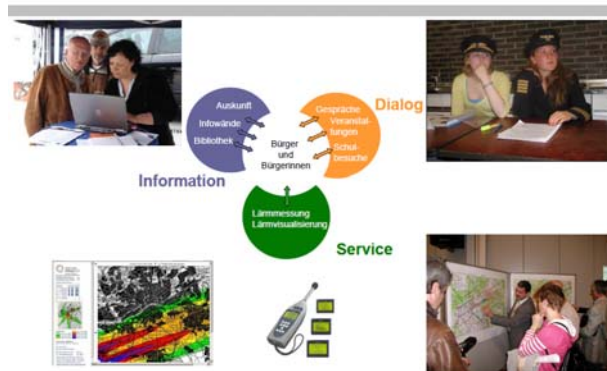 Auskunft
Infowände
Bibliothek
Information
Gespräche
Veranstal-
tungen
Schul-
besuche
Dialog
Bürger
und
Bürgerinnen
Lärmmessung
Lärmvisualisierung
Service